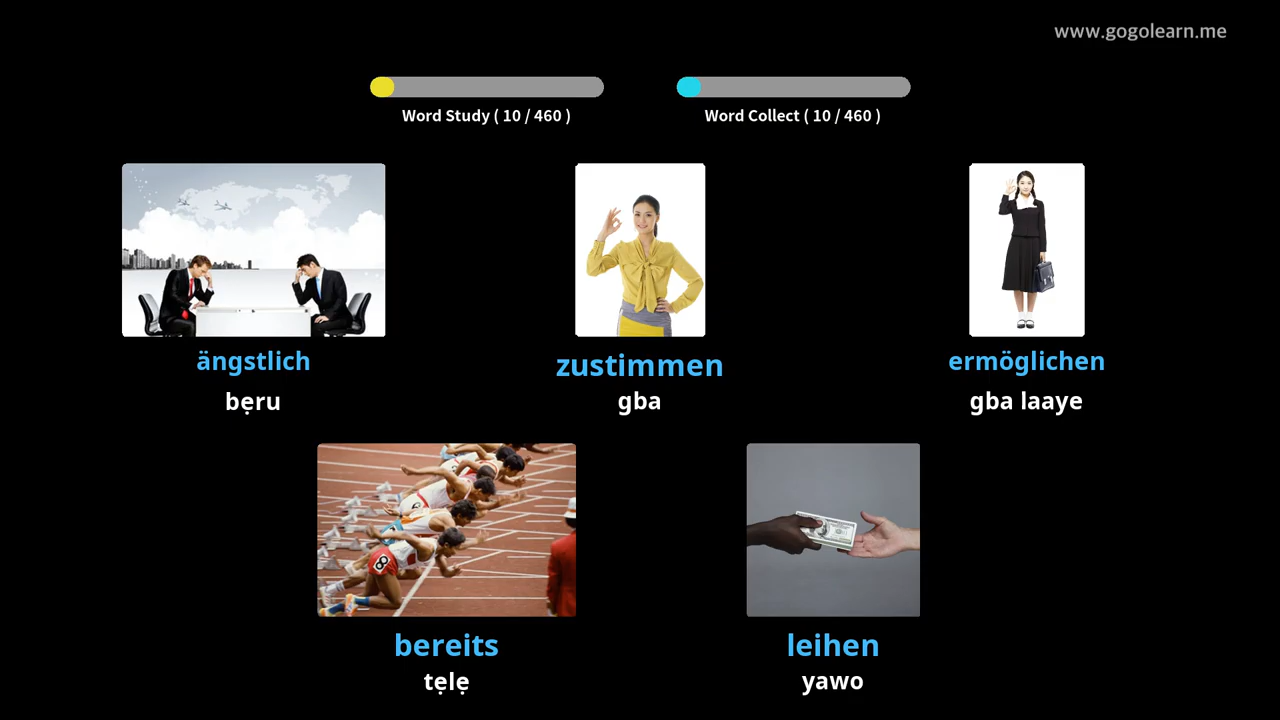 www.gogolearn.me
Word Study ( 10 / 460 )
Word Collect ( 10 / 460 )
ängstlich
bẹru
zustimmen
gba
ermöglichen
gba laaye
bereits
tẹlẹ
leihen
yawo